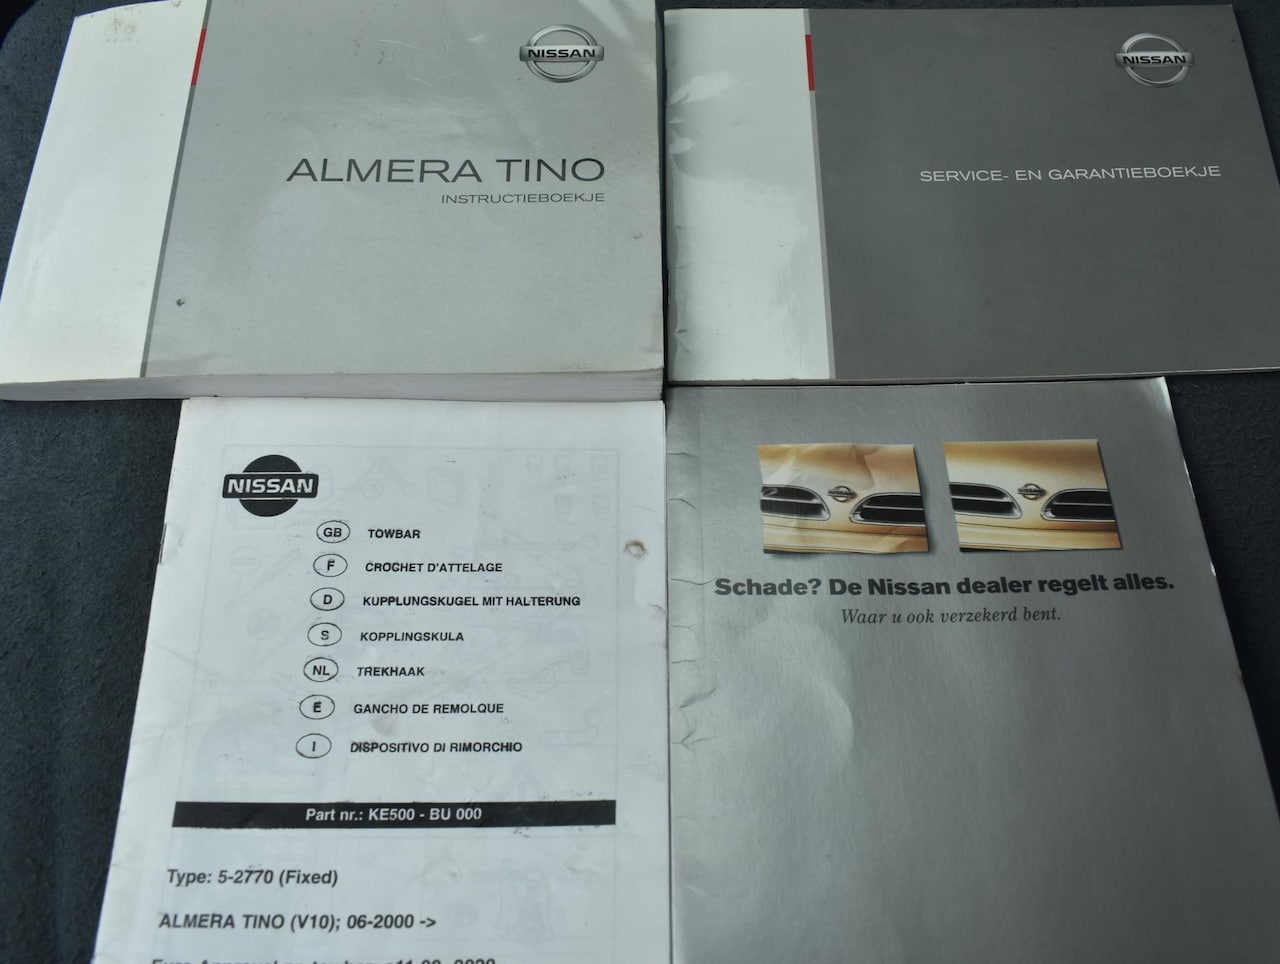 NISSAN
ALMERA TINO
INSTRUCTIEBOEKJE
NISSAN
SERVICE- EN GARANTIEBOEKJE
NISSAN
GB TOWBAR
F CROCHET D'ATTELAGE
D KUPPLUNGSKUGEL MIT HALTERUNG
S KOPPLINGSKULA
NL TREKHAAK
E GANCHO DE REMOLQUE
I DISPOSITIVO DI RIMORCHIO
Part nr.: KE500 - BU 000
Type: 5-2770 (Fixed)
ALMERA TINO (V10); 06-2000 ->
Schade? De Nissan dealer regelt alles.
Waar u ook verzekerd bent.